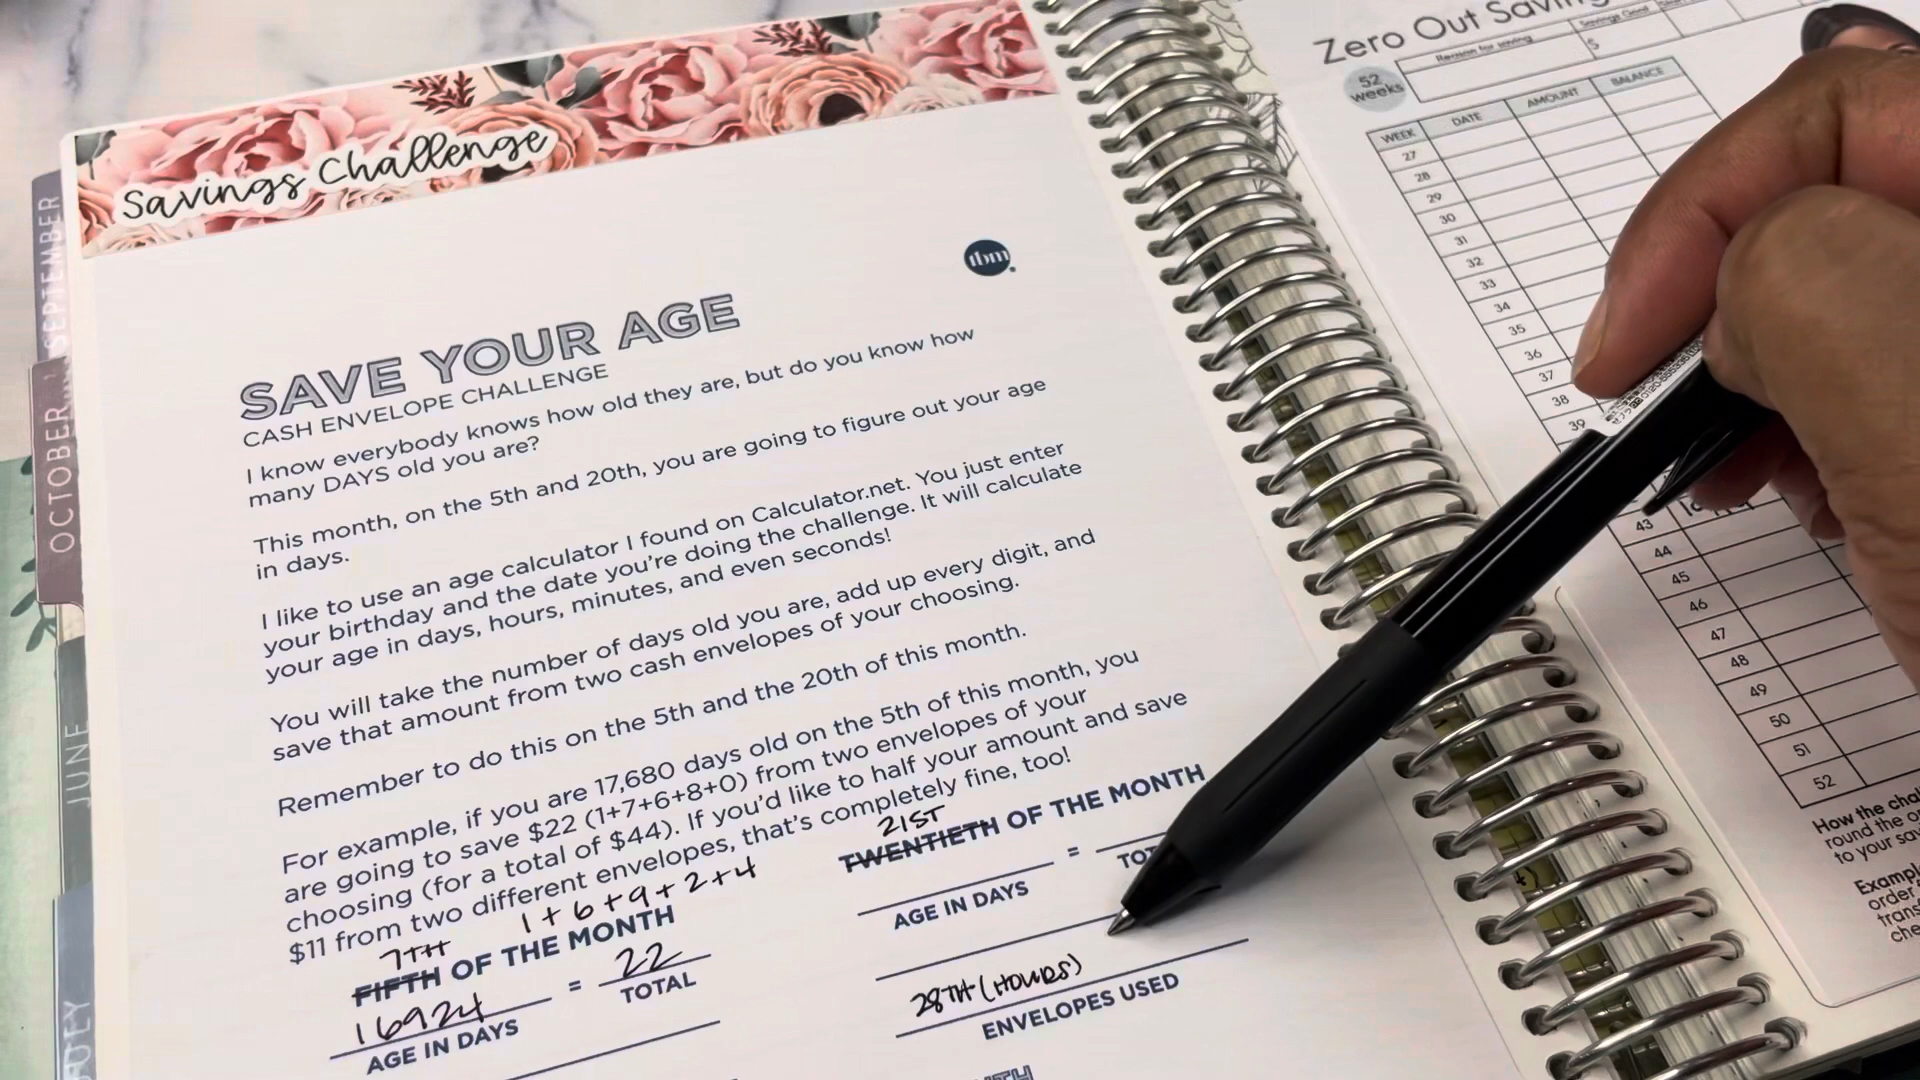 Savings Challenge
tbm
SAVE YOUR AGE
CASH ENVELOPE CHALLENGE
I know everybody knows how old they are, but do you know how
many DAYS old you are?
This month, on the 5th and 20th, you are going to figure out your age
in days.
I like to use an age calculator I found on Calculator.net. You just enter
your birthday and the date you're doing the challenge. It will calculate
your age in days, hours, minutes, and even seconds!
You will take the number of days old you are, add up every digit, and
save that amount from two cash envelopes of your choosing.
Remember to do this on the 5th and the 20th of this month.
For example, if you are 17,680 days old on the 5th of this month, you
are going to save $22 (1+7+6+8+0) from two envelopes of your
choosing (for a total of $44). If you'd like to half your amount and save
$11 from two different envelopes, that's completely fine, too!
1+6+9+2+4
7TH
FIFTH OF THE MONTH
16924 = 22
AGE IN DAYS TOTAL
21ST
TWENTIETH OF THE MONTH
=
AGE IN DAYS
28TH (HOURS)
ENVELOPES USED
SEPTEMBER
OCTOBER
JUNE
JULY
Zero Out
52
weeks
Reason for saving
Savings Goal
$
WEEK DATE AMOUNT BALANCE
27
28
29
30
31
32
33
34
35
36
37
38
39
43
44
45
46
47
48
49
50
51
52
How the
round the
to your